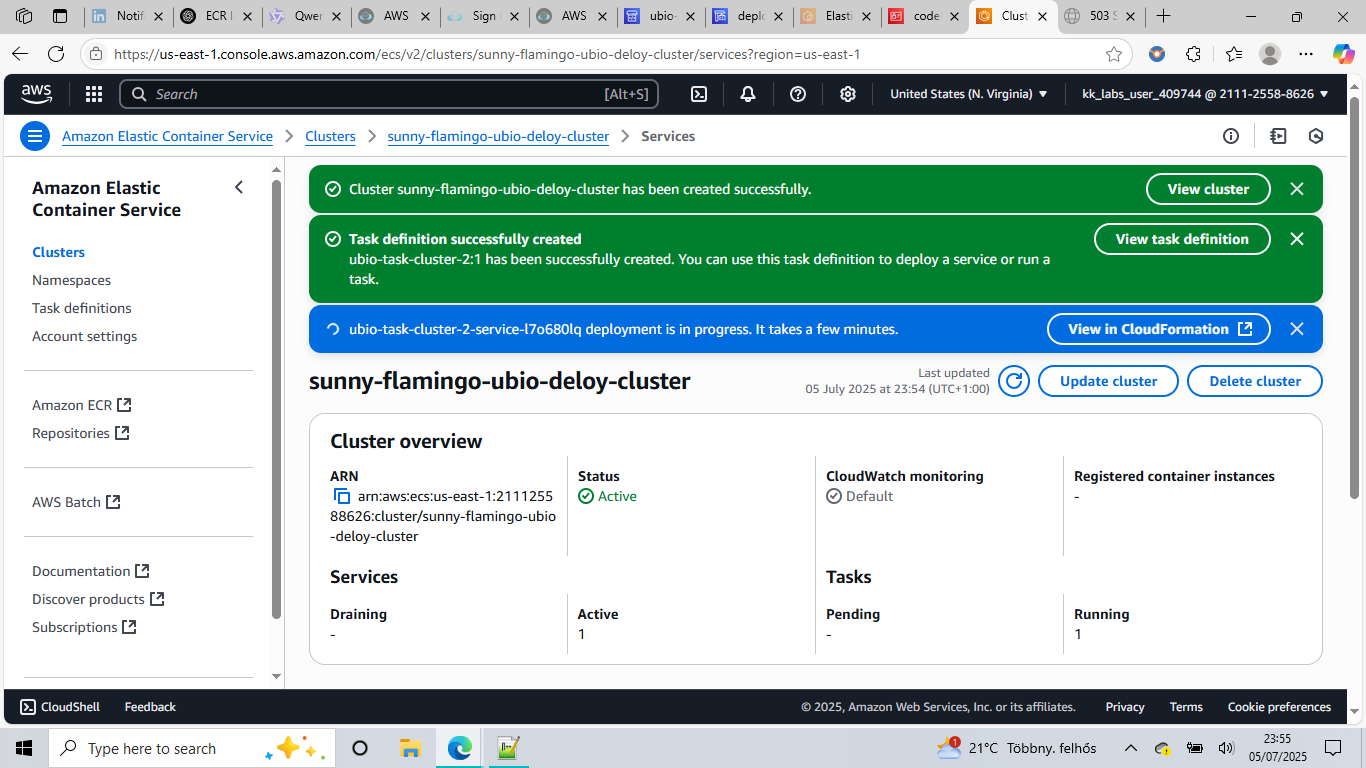 Notif
ECR I
Qwer
AWS
Sign I
AWS
ubio-
deplo
Elasti
code
Clust
503 S
https://us-east-1.console.aws.amazon.com/ecs/v2/clusters/sunny-flamingo-ubio-deloy-cluster/services?region=us-east-1
aws
Search
[Alt+S]
United States (N. Virginia)
kk_labs_user_409744 @ 2111-2558-8626
Amazon Elastic Container Service
Clusters
sunny-flamingo-ubio-deloy-cluster
Services
Amazon Elastic
Container Service
Clusters
Namespaces
Task definitions
Account settings
Amazon ECR
Repositories
AWS Batch
Documentation
Discover products
Subscriptions
Cluster sunny-flamingo-ubio-deloy-cluster has been created successfully.
View cluster
Task definition successfully created
ubio-task-cluster-2:1 has been successfully created. You can use this task definition to deploy a service or run a
task.
View task definition
ubio-task-cluster-2-service-l7o680lq deployment is in progress. It takes a few minutes.
View in CloudFormation
sunny-flamingo-ubio-deloy-cluster
Last updated
05 July 2025 at 23:54 (UTC+1:00)
Update cluster
Delete cluster
Cluster overview
ARN
arn:aws:ecs:us-east-1:2111255
88626:cluster/sunny-flamingo-ubio
-deloy-cluster
Status
Active
CloudWatch monitoring
Default
Registered container instances
-
Services
Tasks
Draining
-
Active
1
Pending
-
Running
1
CloudShell
Feedback
© 2025, Amazon Web Services, Inc. or its affiliates.
Privacy
Terms
Cookie preferences
Type here to search
1
21°C Többny. felhős
23:55
05/07/2025